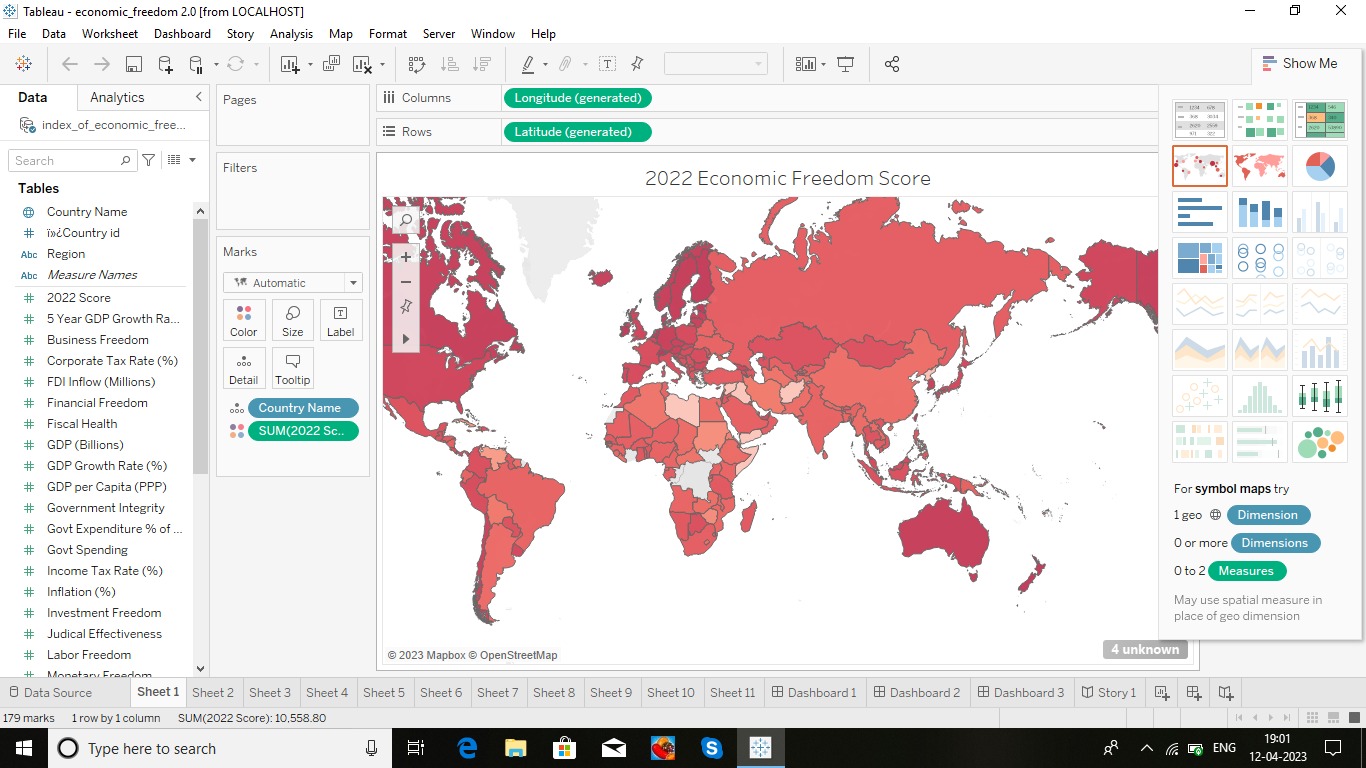 Tableau - economic_freedom 2.0 [from LOCALHOST]
File Data Worksheet Dashboard Story Analysis Map Format Server Window Help
Show Me
Data Analytics
index_of_economic_free...
Search
Tables
Country Name
ï»¿Country id
Abc Region
Abc Measure Names
2022 Score
5 Year GDP Growth Ra...
Business Freedom
Corporate Tax Rate (%)
FDI Inflow (Millions)
Financial Freedom
Fiscal Health
GDP (Billions)
GDP Growth Rate (%)
GDP per Capita (PPP)
Government Integrity
Govt Expenditure % of ...
Govt Spending
Income Tax Rate (%)
Inflation (%)
Investment Freedom
Judical Effectiveness
Labor Freedom
Monetary Freedom
Pages
Filters
Marks
Automatic
Color Size Label
Detail Tooltip
Country Name
SUM(2022 Sc..
Columns Longitude (generated)
Rows Latitude (generated)
2022 Economic Freedom Score
© 2023 Mapbox © OpenStreetMap
4 unknown
For symbol maps try
1 geo Dimension
0 or more Dimensions
0 to 2 Measures
May use spatial measure in
place of geo dimension
Data Source Sheet 1 Sheet 2 Sheet 3 Sheet 4 Sheet 5 Sheet 6 Sheet 7 Sheet 8 Sheet 9 Sheet 10 Sheet 11 Dashboard 1 Dashboard 2 Dashboard 3 Story 1
179 marks 1 row by 1 column SUM(2022 Score): 10,558.80
Type here to search
ENG
19:01
12-04-2023